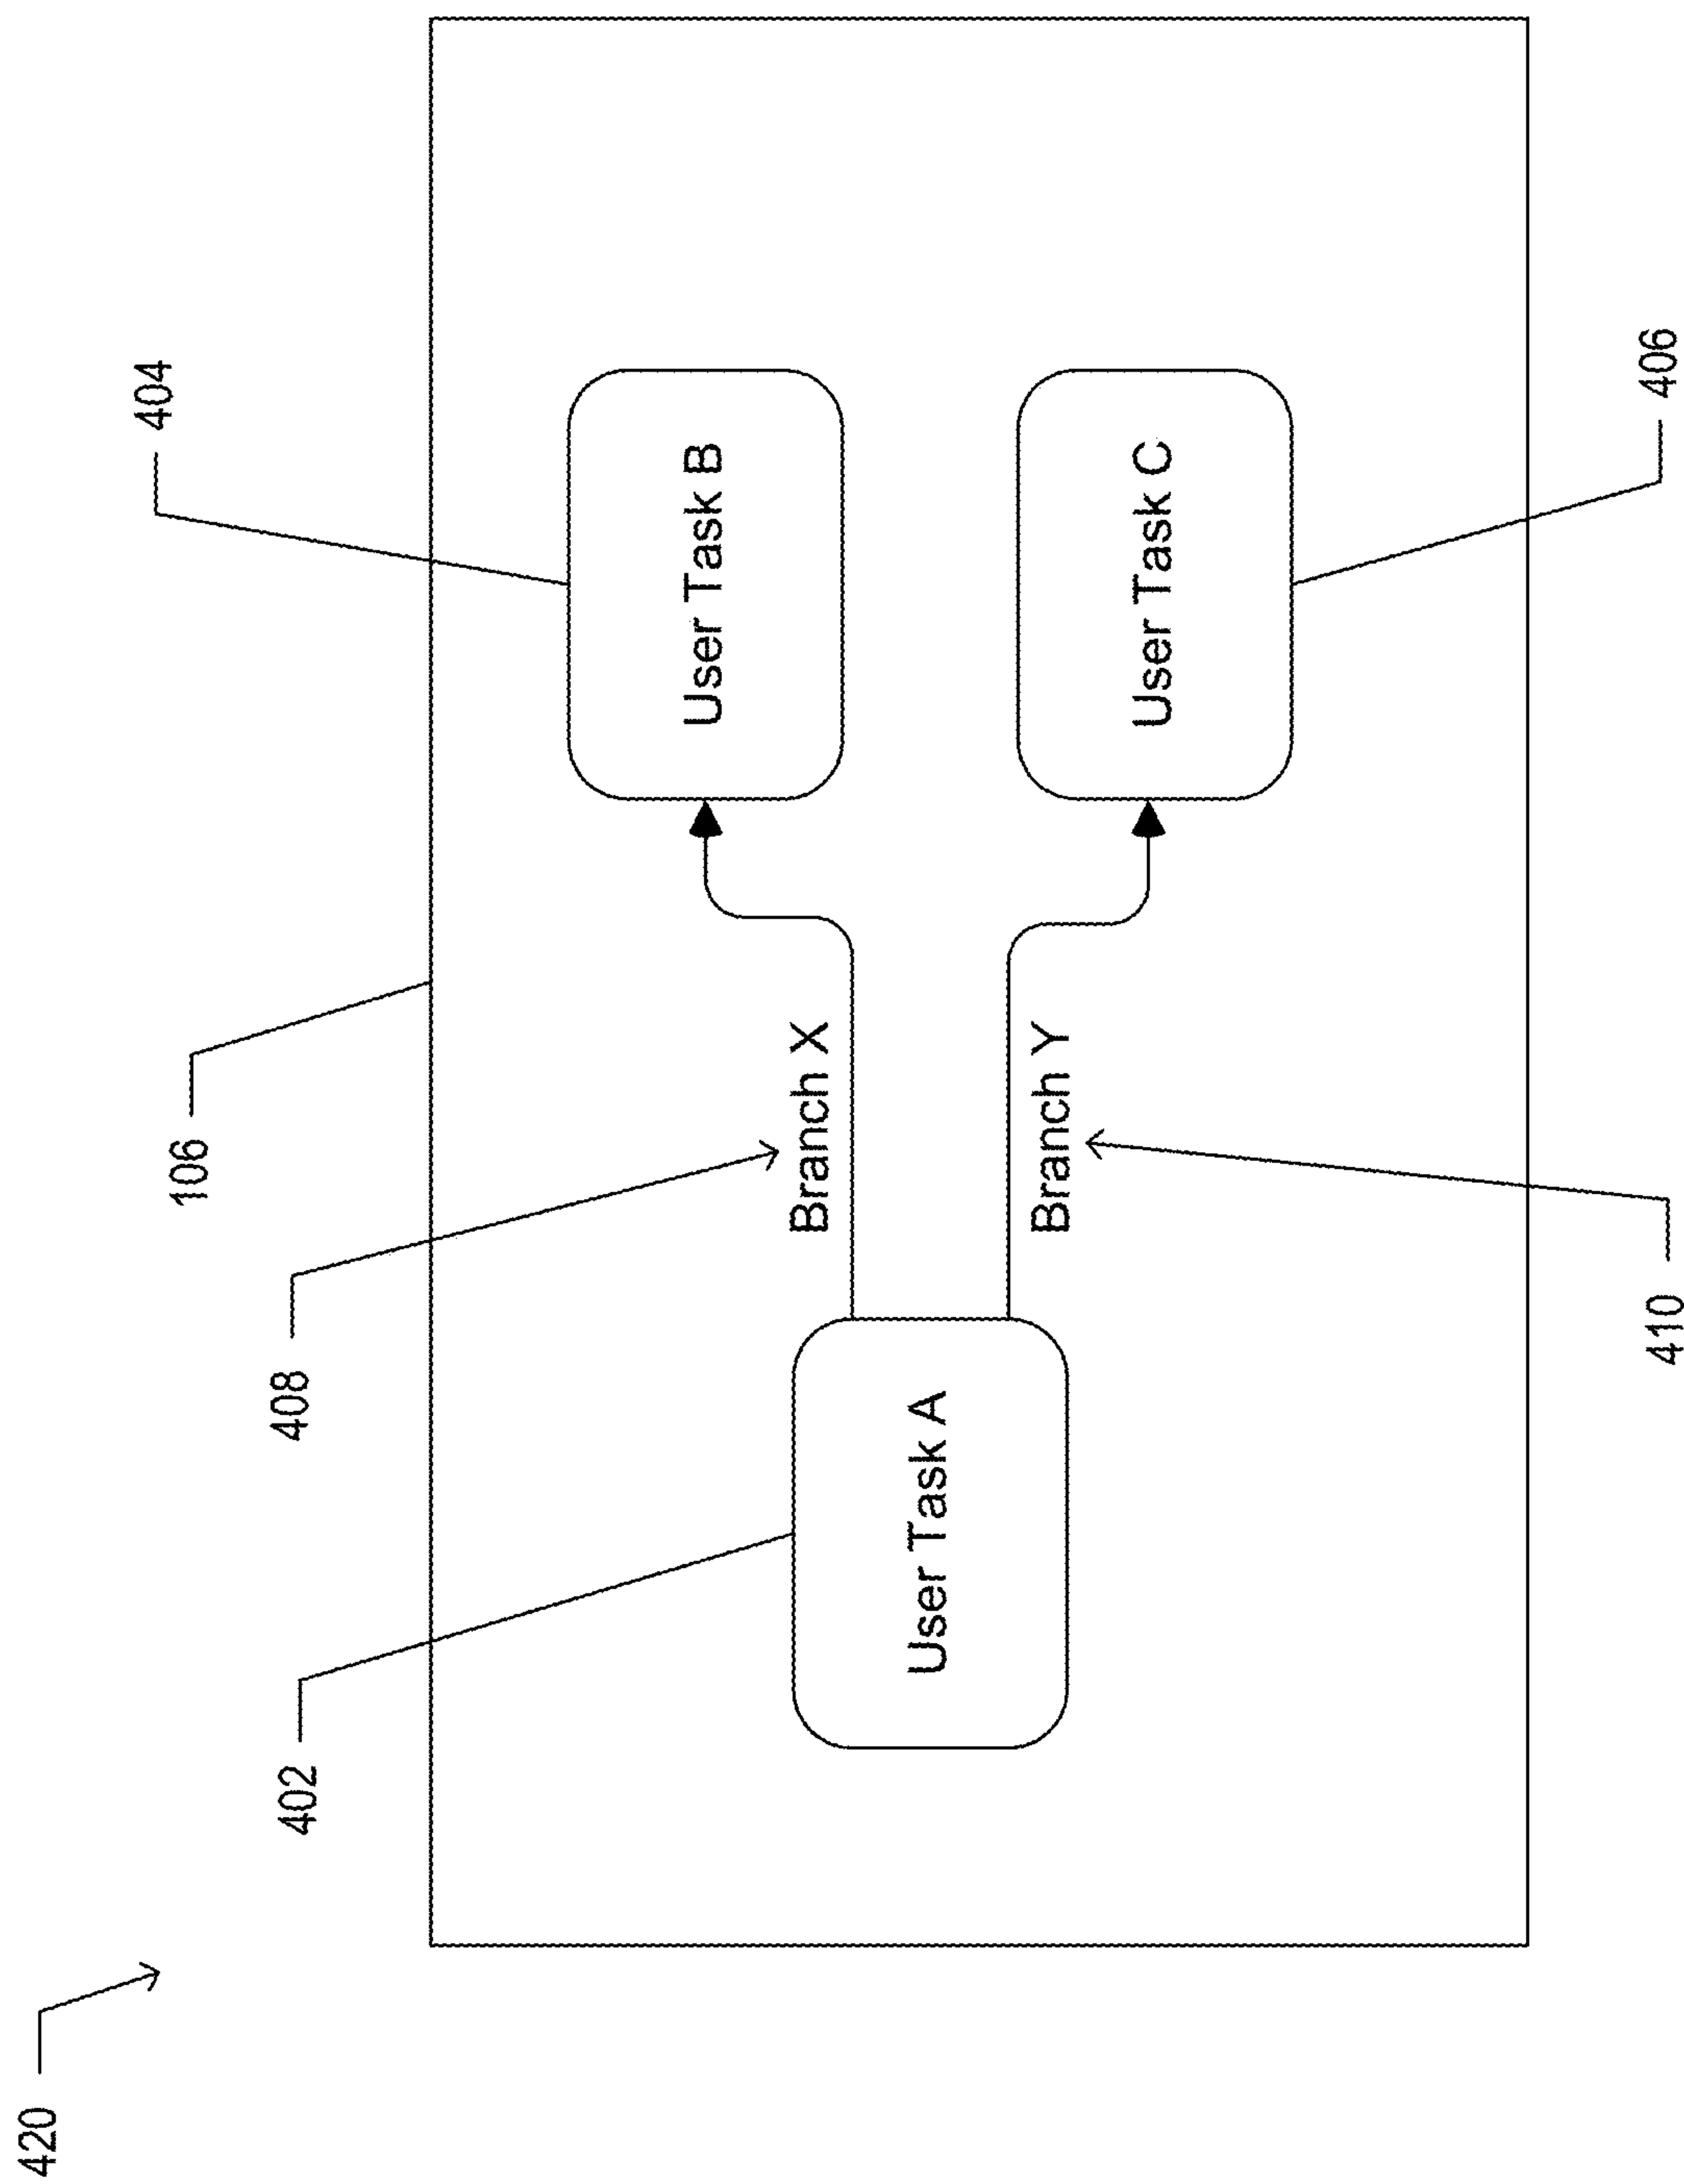 420
106
404
408
402
User Task B
Branch X
User Task A
Branch Y
User Task C
410
406